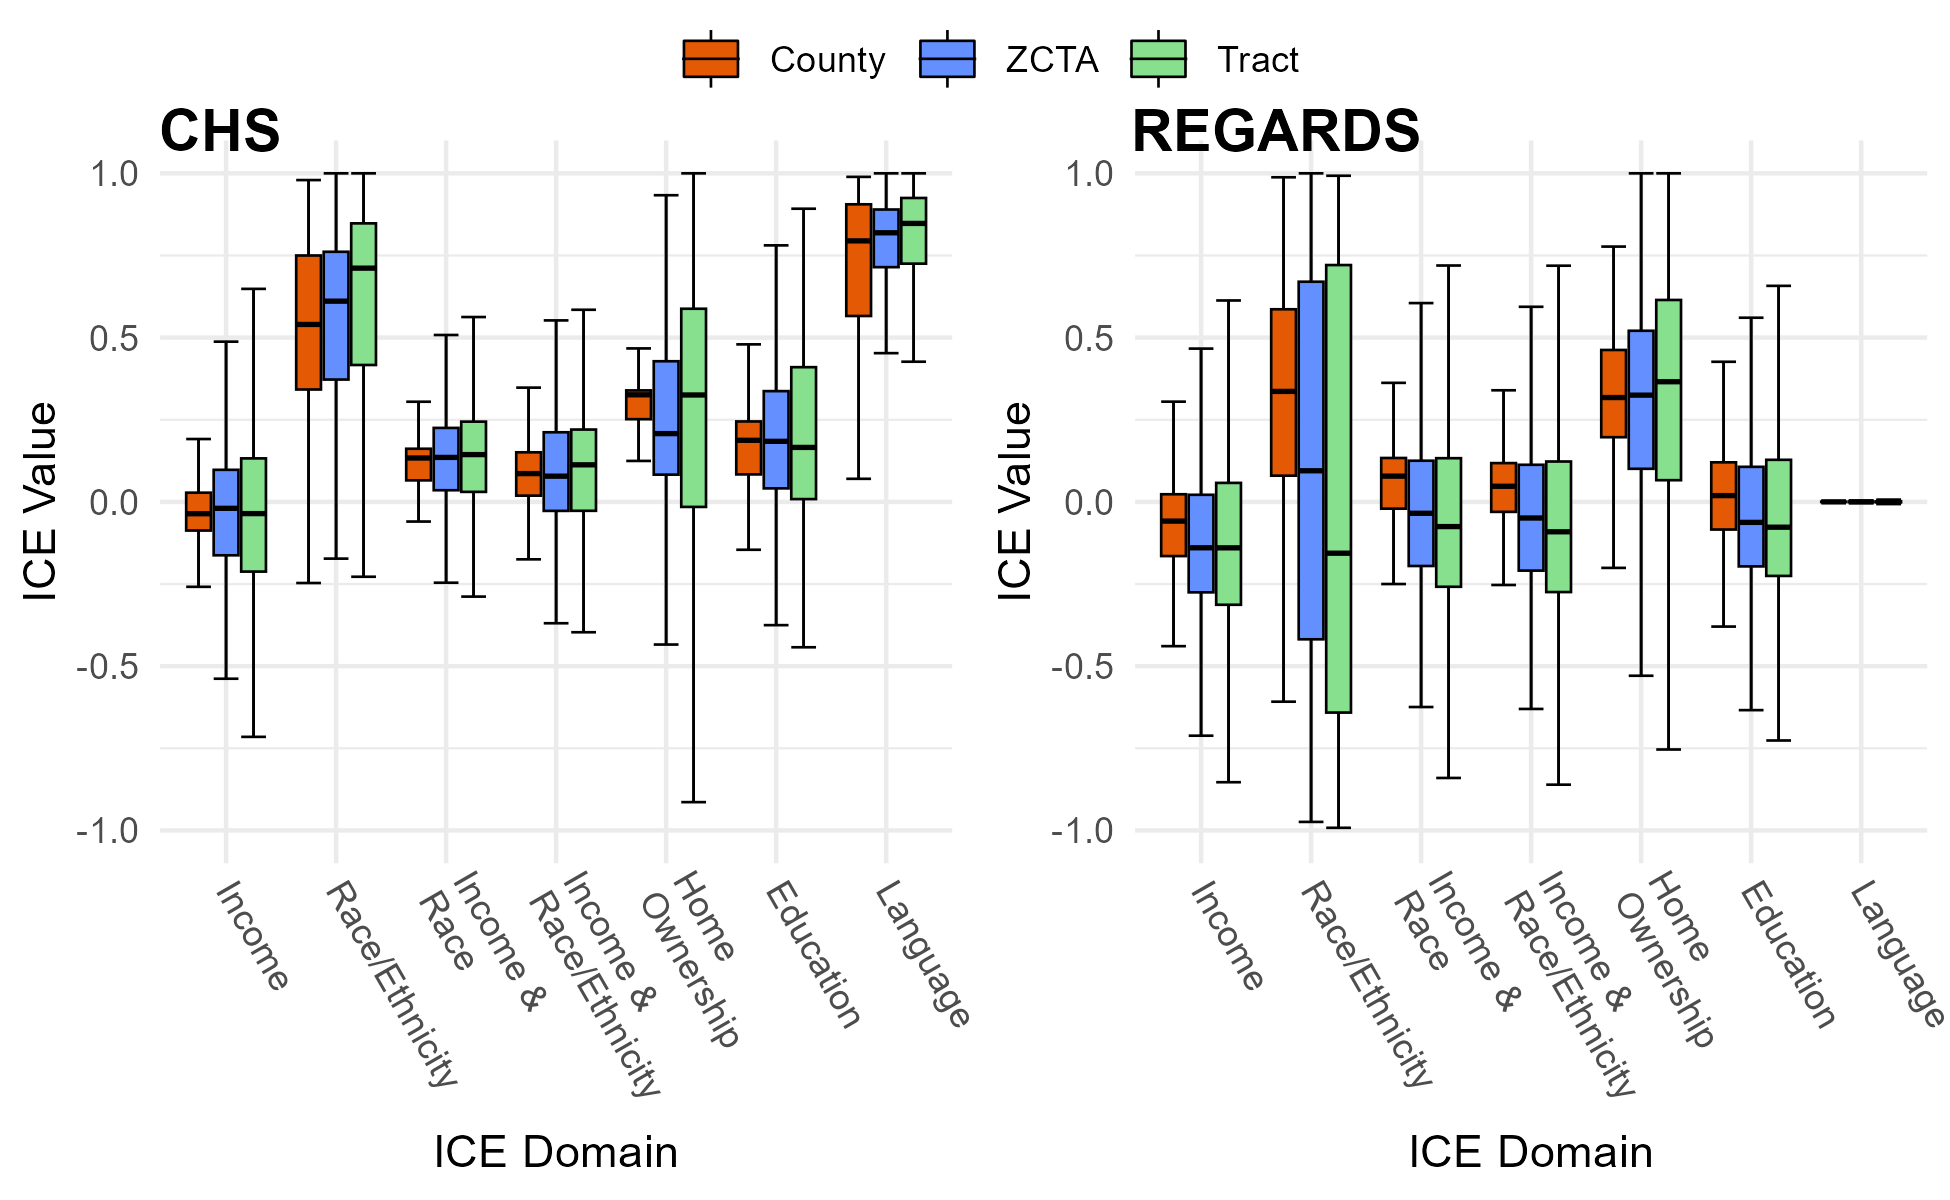 County ZCTA Tract
CHS
1.0
0.5
0.0
-0.5
-1.0
ICE Value
Income
Race/Ethnicity
Income &
Race
Income &
Race/Ethnicity
Home
Ownership
Education
Language
ICE Domain
REGARDS
1.0
0.5
0.0
-0.5
-1.0
ICE Value
Income
Race/Ethnicity
Income &
Race
Income &
Race/Ethnicity
Home
Ownership
Education
Language
ICE Domain